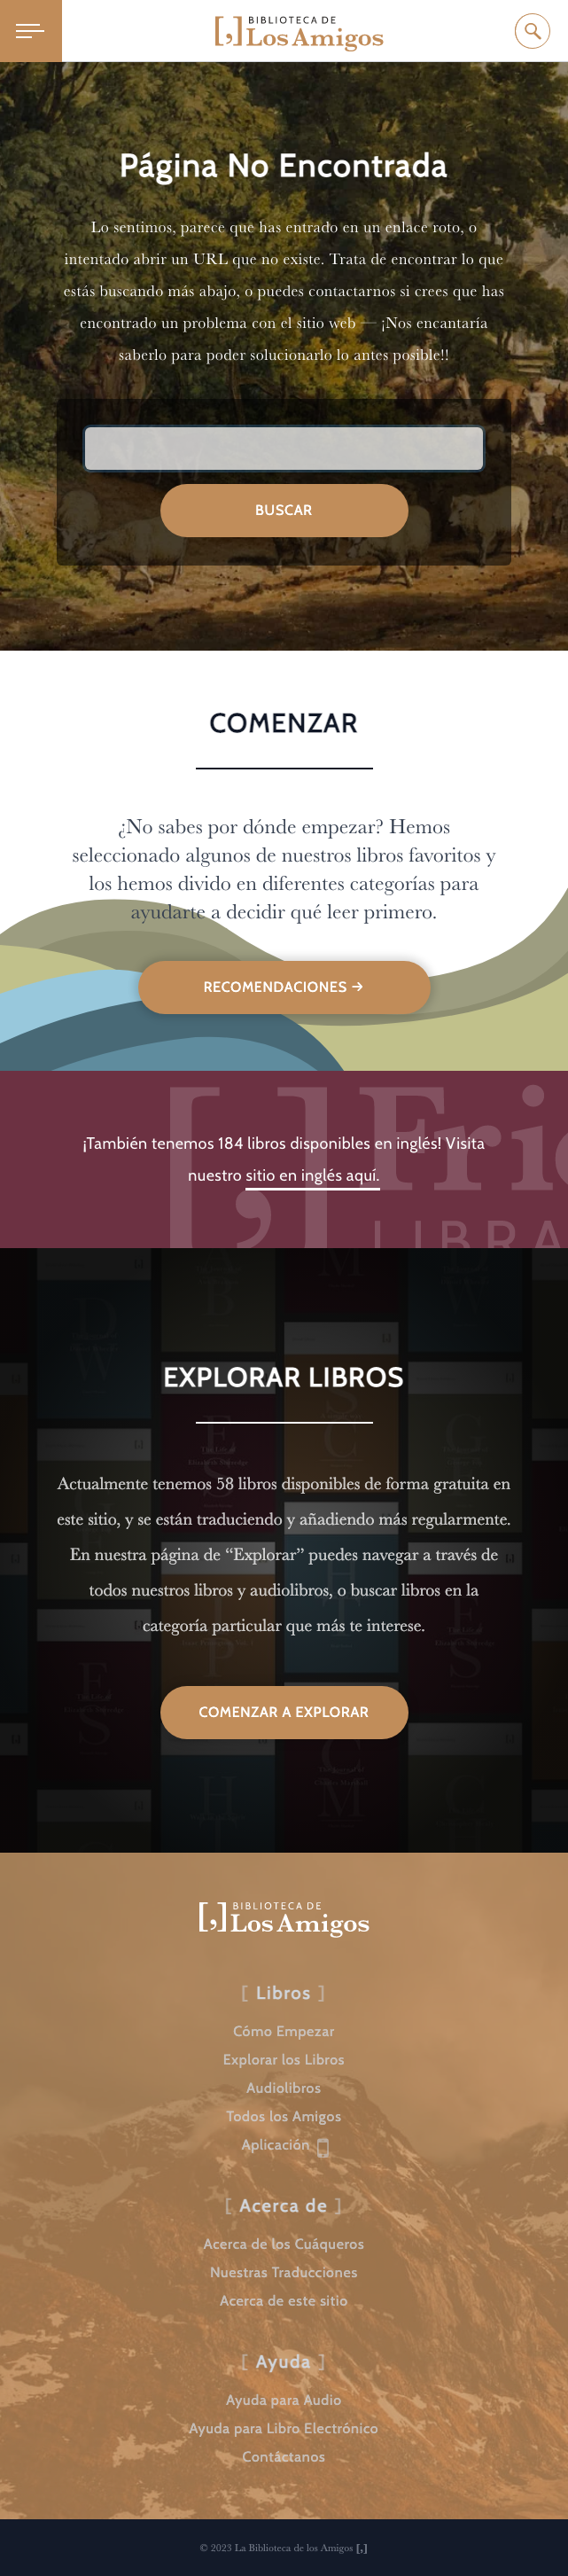 BIBLIOTECA DE
[,] Los Amigos
Página No Encontrada
Lo sentimos, parece que has entrado en un enlace roto, o
intentado abrir un URL que no existe. Trata de encontrar lo que
estás buscando más abajo, o puedes contactarnos si crees que has
encontrado un problema con el sitio web — ¡Nos encantaría
saberlo para poder solucionarlo lo antes posible!!
BUSCAR
COMENZAR
¿No sabes por dónde empezar? Hemos
seleccionado algunos de nuestros libros favoritos y
los hemos divido en diferentes categorías para
ayudarte a decidir qué leer primero.
RECOMENDACIONES →
¡También tenemos 184 libros disponibles en inglés! Visita
nuestro sitio en inglés aquí.
EXPLORAR LIBROS
Actualmente tenemos 58 libros disponibles de forma gratuita en
este sitio, y se están traduciendo y añadiendo más regularmente.
En nuestra página de “Explorar” puedes navegar a través de
todos nuestros libros y audiolibros, o buscar libros en la
categoría particular que más te interese.
COMENZAR A EXPLORAR
BIBLIOTECA DE
[,] Los Amigos
[ Libros ]
Cómo Empezar
Explorar los Libros
Audiolibros
Todos los Amigos
Aplicación
[ Acerca de ]
Acerca de los Cuáqueros
Nuestras Traducciones
Acerca de este sitio
[ Ayuda ]
Ayuda para Audio
Ayuda para Libro Electrónico
Contáctanos
© 2023 La Biblioteca de los Amigos [,]